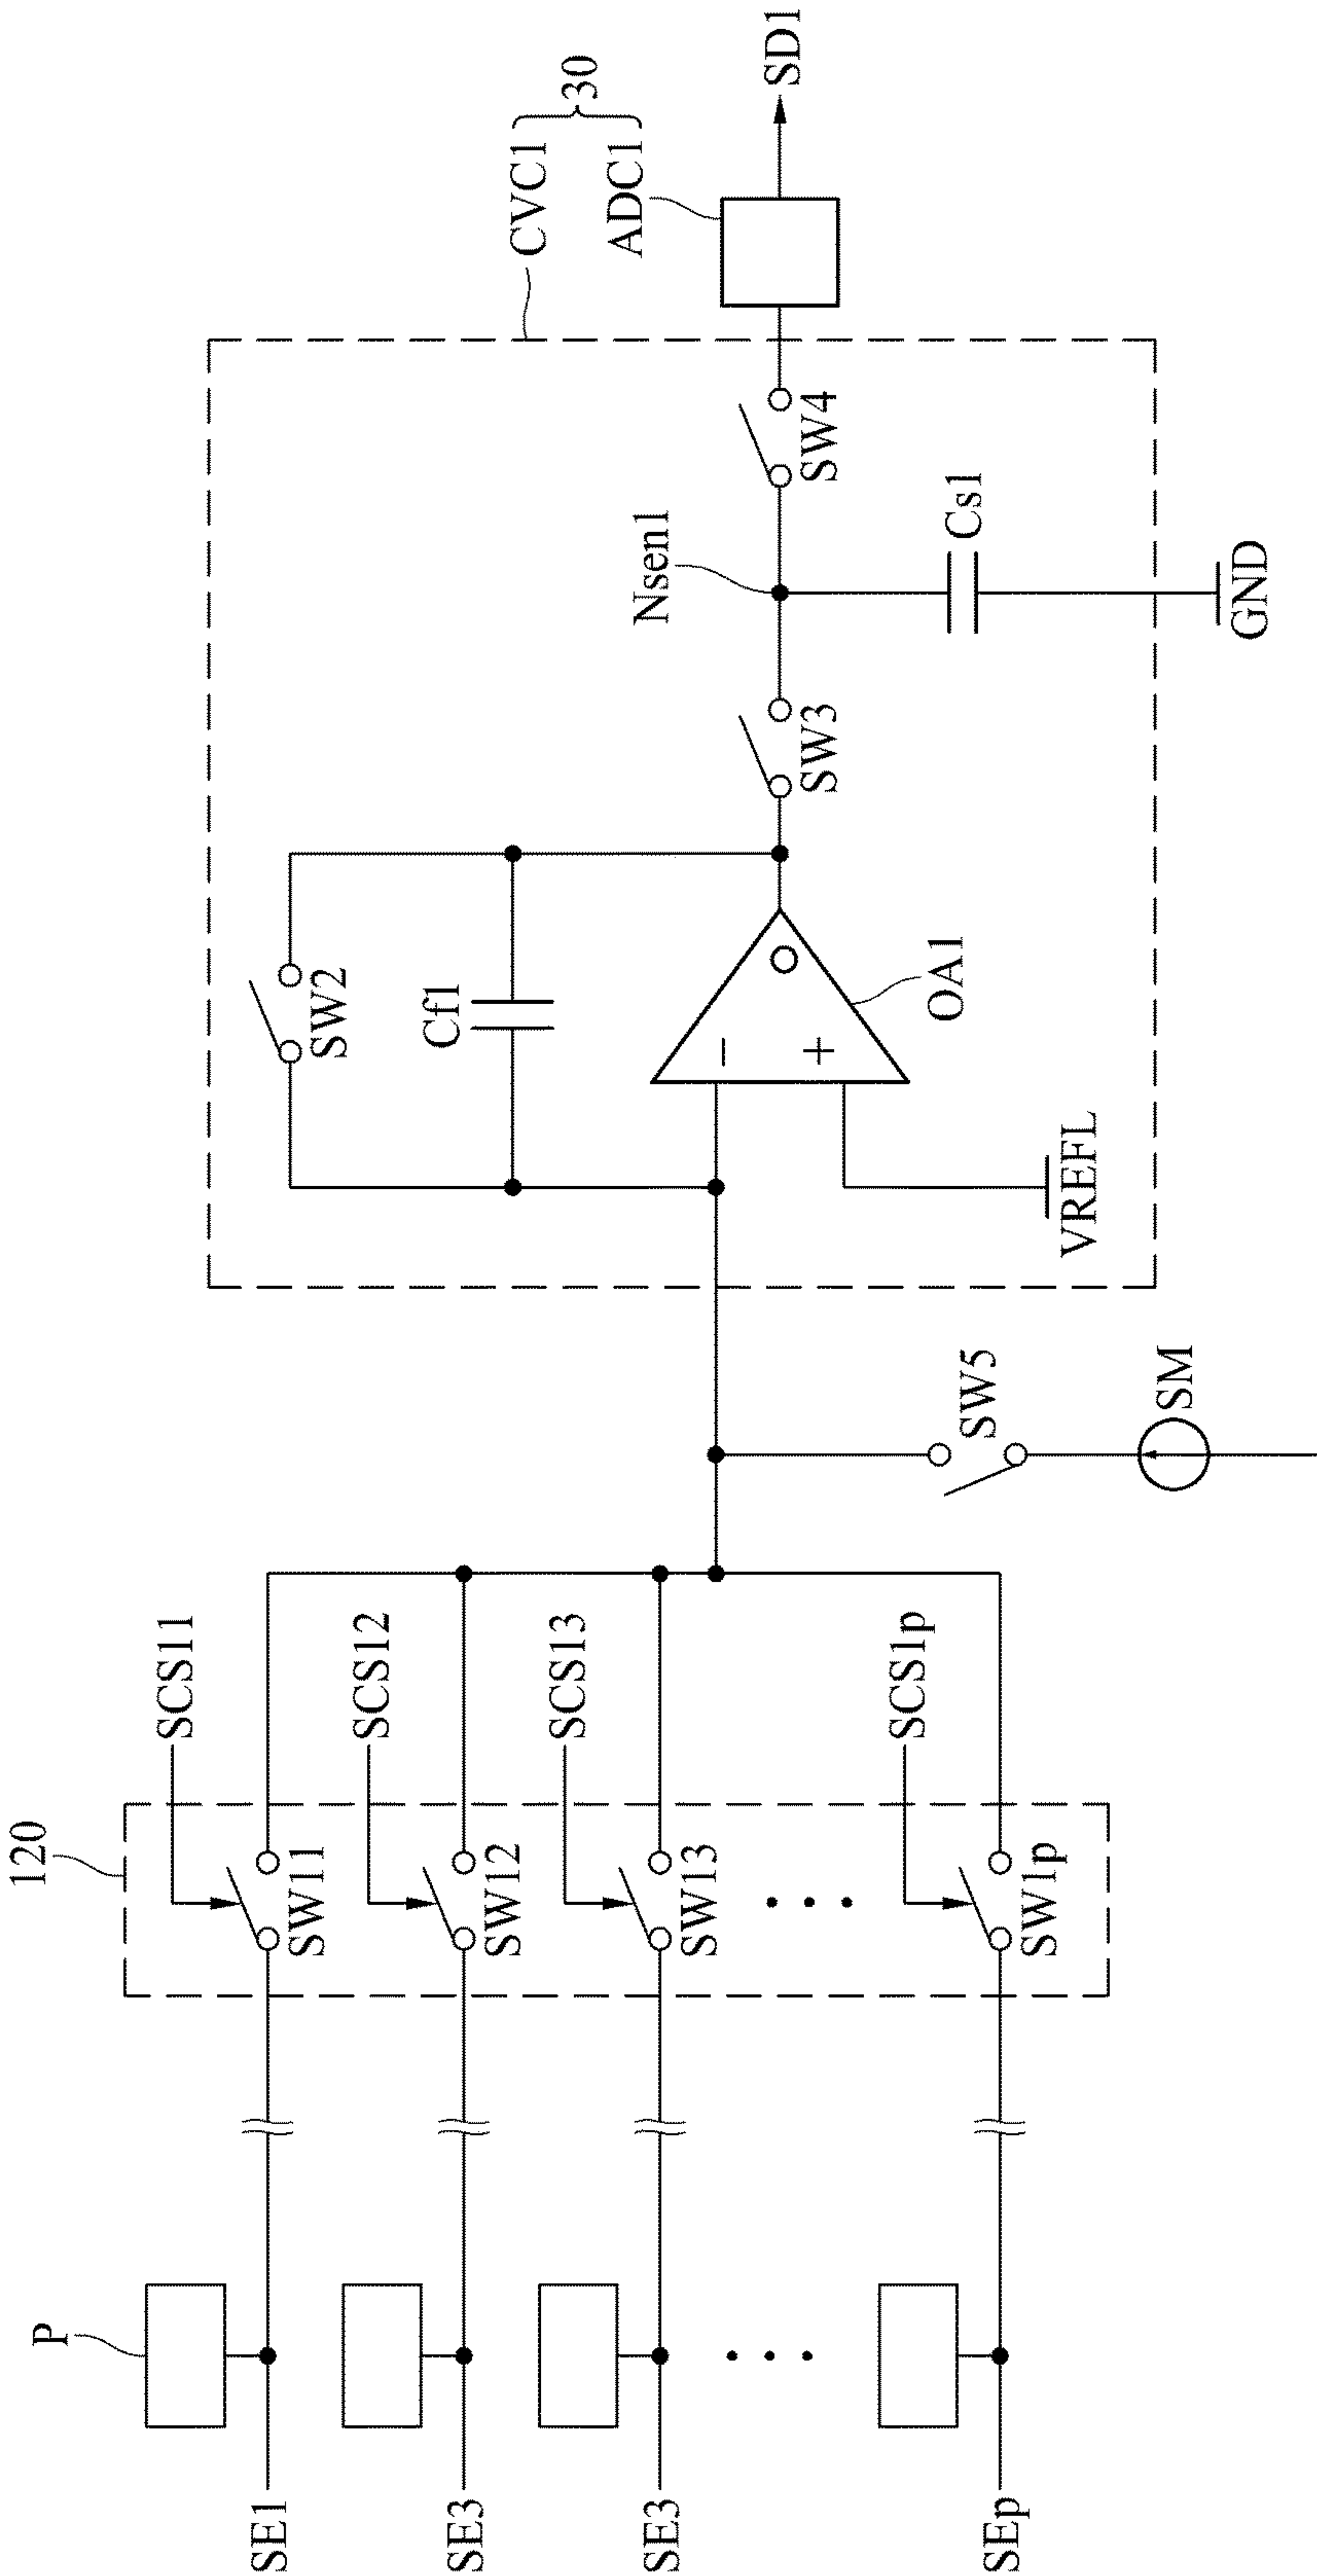 120
SCS11
SCS12
SCS13
SCS1p
SW11
SW12
SW13
SW1p
P
SE1
SE3
SE3
SEp
SW5
SM
SW2
Cf1
−
+
O
OA1
VREFL
SW3
Nsen1
SW4
Cs1
GND
CVC1
ADC1
30
SD1